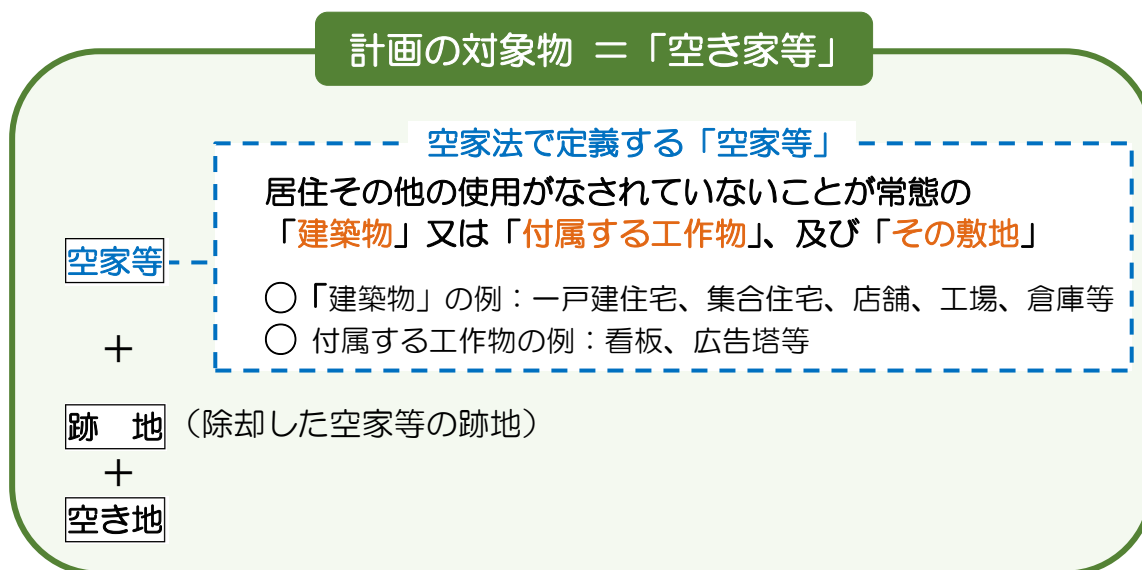 計画の対象物 ＝「空き家等」
空家法で定義する「空家等」
居住その他の使用がなされていないことが常態の
「建築物」又は「付属する工作物」、及び「その敷地」
空家等
○「建築物」の例：一戸建住宅、集合住宅、店舗、工場、倉庫等
○ 付属する工作物の例：看板、広告塔等
＋
跡　地（除却した空家等の跡地）
＋
空き地